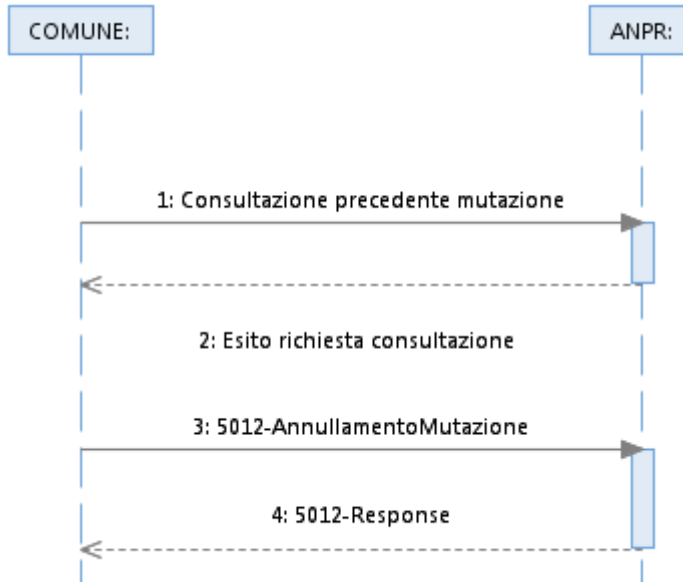 COMUNE:
ANPR:
1: Consultazione precedente mutazione
2: Esito richiesta consultazione
3: 5012-AnnullamentoMutazione
4: 5012-Response